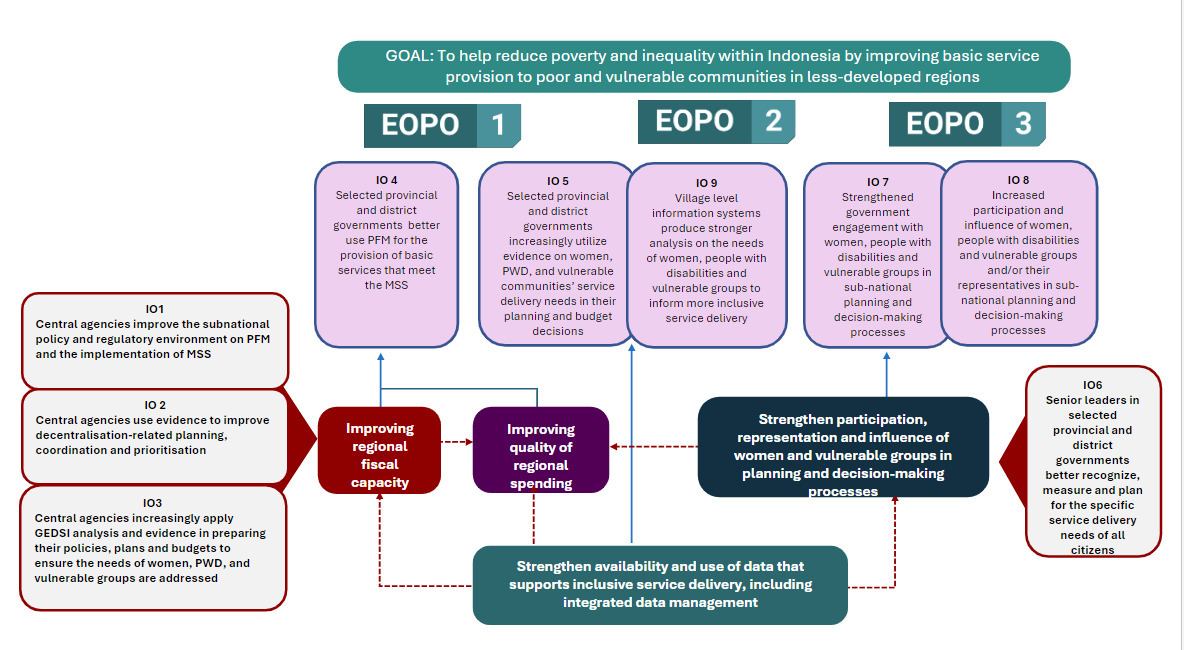 GOAL: To help reduce poverty and inequality within Indonesia by improving basic service
provision to poor and vulnerable communities in less-developed regions
EOPO 1
EOPO 2
EOPO 3
IO 4
Selected provincial
and district
governments better
use PFM for the
provision of basic
services that meet
the MSS
IO 5
Selected provincial
and district
governments
increasingly utilize
evidence on women,
PWD, and vulnerable
communities' service
delivery needs in their
planning and budget
decisions
IO 9
Village level
information systems
produce stronger
analysis on the needs
of women, people with
disabilities and
vulnerable groups to
inform more inclusive
service delivery
IO 7
Strengthened
government
engagement with
women, people with
disabilities and
vulnerable groups in
sub-national
planning and
decision-making
processes
IO 8
Increased
participation and
influence of women,
people with disabilities
and vulnerable groups
and/or their
representatives in sub-
national planning and
decision-making
processes
IO1
Central agencies improve the subnational
policy and regulatory environment on PFM
and the implementation of MSS
IO 2
Central agencies use evidence to improve
decentralisation-related planning,
coordination and prioritisation
IO3
Central agencies increasingly apply
GEDSI analysis and evidence in preparing
their policies, plans and budgets to
ensure the needs of women, PWD, and
vulnerable groups are addressed
Improving
regional
fiscal
capacity
Improving
quality of
regional
spending
Strengthen participation,
representation and influence of
women and vulnerable groups in
planning and decision-making
processes
IO6
Senior leaders in
selected
provincial and
district
governments
better recognize,
measure and plan
for the specific
service delivery
needs of all
citizens
Strengthen availability and use of data that
supports inclusive service delivery, including
integrated data management